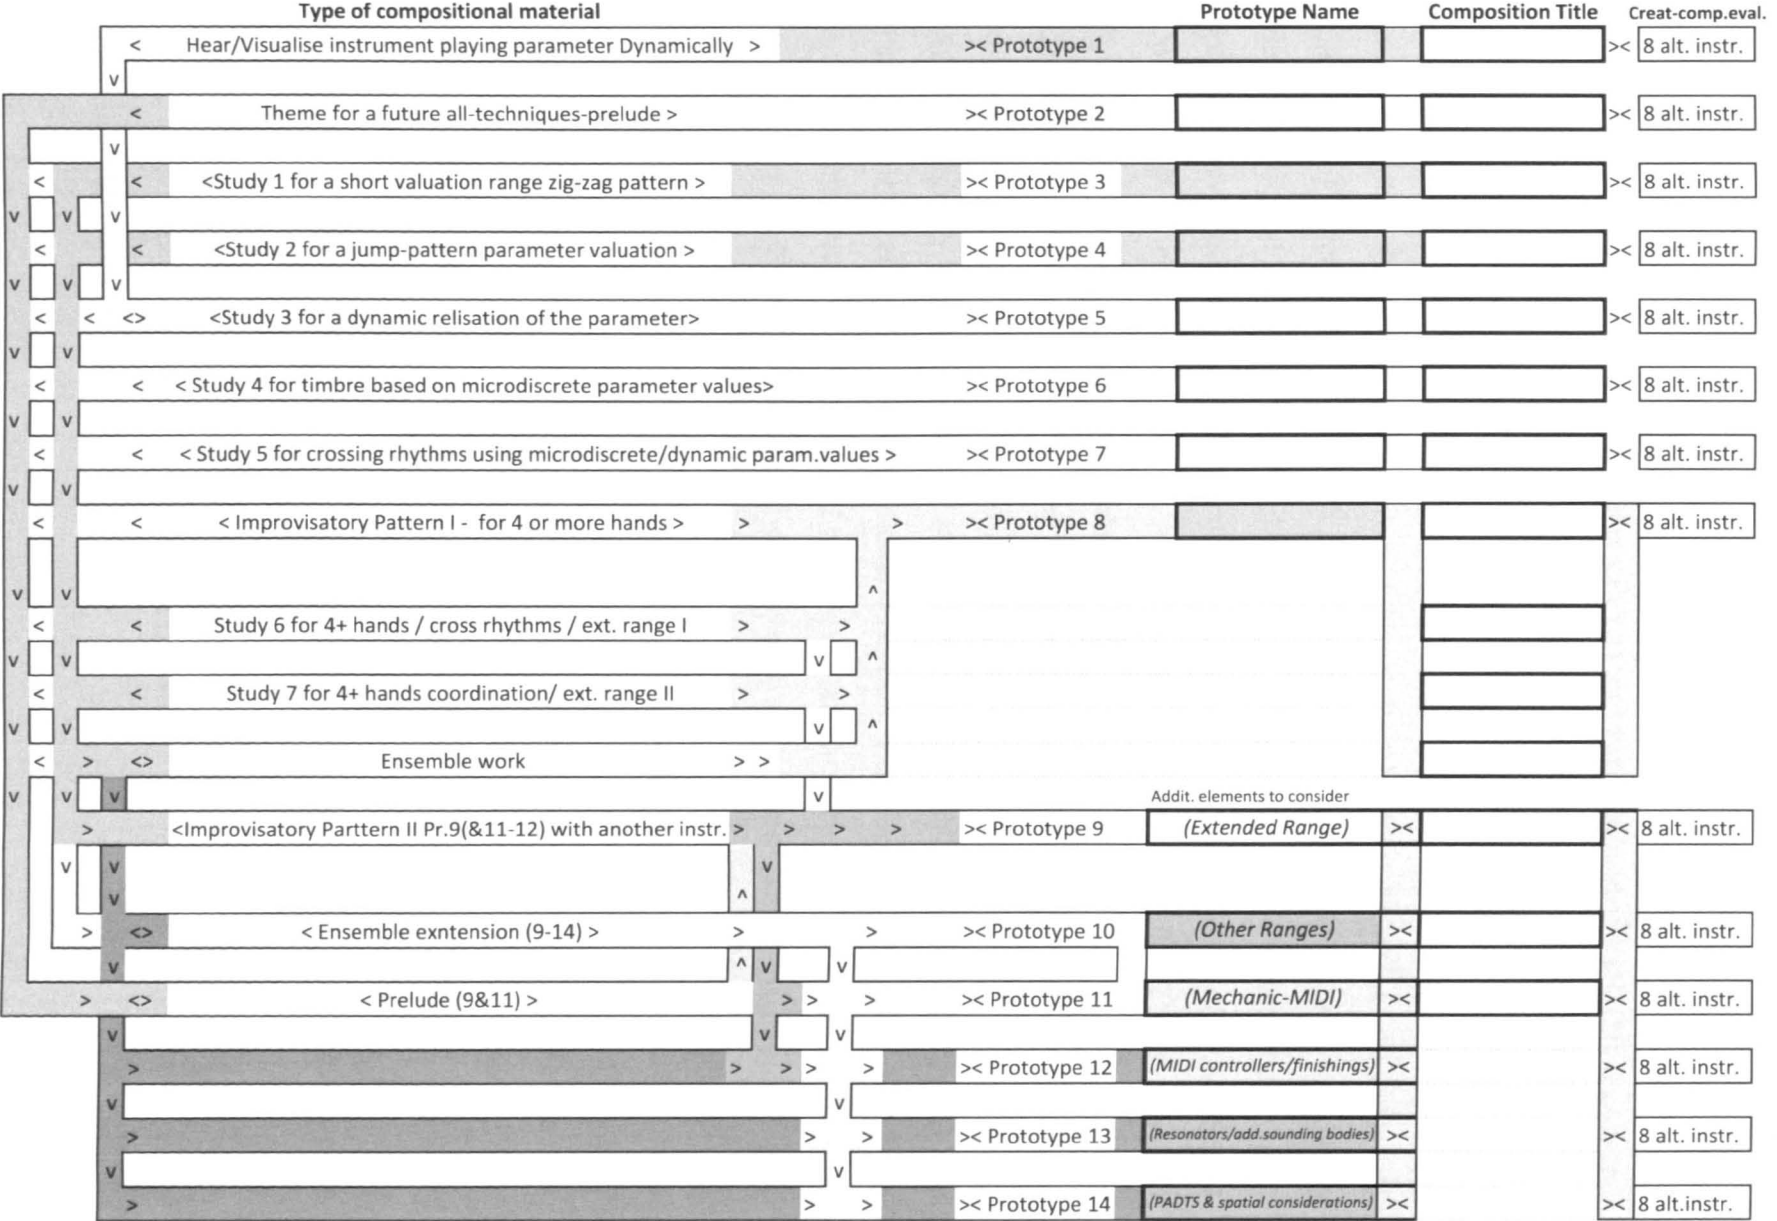 Type of compositional material Prototype Name Composition Title Creat-comp.eval.
< Hear/Visualise instrument playing parameter Dynamically > >< Prototype 1 >< 8 alt. instr.
v
< Theme for a future all-techniques-prelude > >< Prototype 2 >< 8 alt. instr.
v
< < <Study 1 for a short valuation range zig-zag pattern > >< Prototype 3 >< 8 alt. instr.
v v v
< < <Study 2 for a jump-pattern parameter valuation > >< Prototype 4 >< 8 alt. instr.
v v v
< < <> <Study 3 for a dynamic relisation of the parameter> >< Prototype 5 >< 8 alt. instr.
v v
< < < Study 4 for timbre based on microdiscrete parameter values> >< Prototype 6 >< 8 alt. instr.
v v
< < < Study 5 for crossing rhythms using microdiscrete/dynamic param.values > >< Prototype 7 >< 8 alt. instr.
v v
< < < Improvisatory Pattern I - for 4 or more hands > > > >< Prototype 8 >< 8 alt. instr.
v v ^
< < Study 6 for 4+ hands / cross rhythms / ext. range I > >
v v v ^
< < Study 7 for 4+ hands coordination/ ext. range II > >
v v v ^
< > <> Ensemble work > >
v v v v Addit. elements to consider
> <Improvisatory Parttern II Pr.9(&11-12) with another instr. > > > > >< Prototype 9 (Extended Range) >< >< 8 alt. instr.
v v v
v ^
> <> < Ensemble exntension (9-14) > > > >< Prototype 10 (Other Ranges) >< >< 8 alt. instr.
v ^ v v
> <> < Prelude (9&11) > > > > >< Prototype 11 (Mechanic-MIDI) >< >< 8 alt. instr.
v v v
> > > > > >< Prototype 12 (MIDI controllers/finishings) >< >< 8 alt. instr.
v v
> > > >< Prototype 13 (Resonators/add.sounding bodies) >< >< 8 alt. instr.
v v
> > > >< Prototype 14 (PADTS & spatial considerations) >< >< 8 alt.instr.